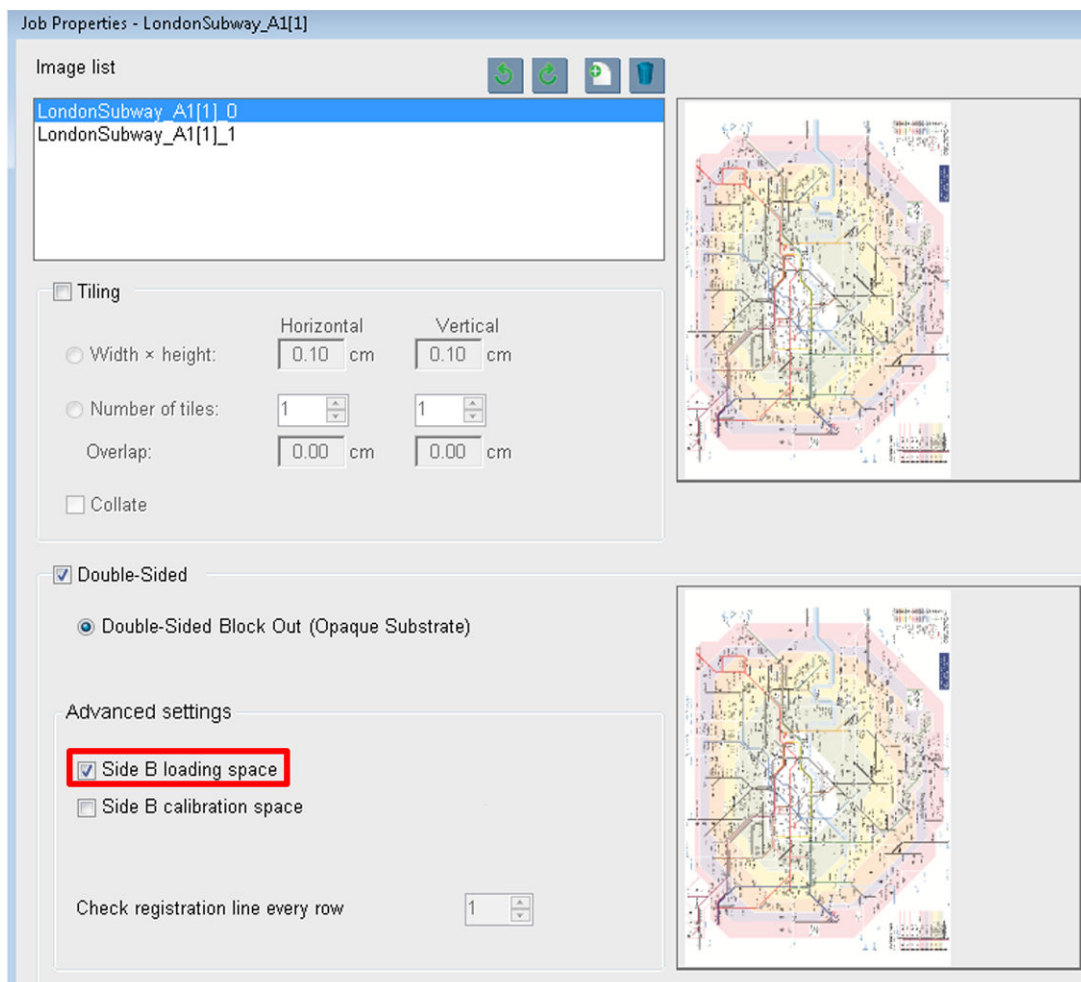 Job Properties - LondonSubway_A1[1]
Image list
LondonSubway_A1[1]_0
LondonSubway_A1[1]_1
Tiling
Horizontal Vertical
Width × height: 0.10 cm 0.10 cm
Number of tiles: 1 1
Overlap: 0.00 cm 0.00 cm
Collate
Double-Sided
Double-Sided Block Out (Opaque Substrate)
Advanced settings
Side B loading space
Side B calibration space
Check registration line every row 1